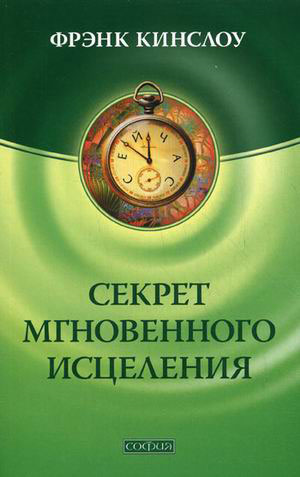 ФРЭНК КИНСЛОУ
СЕЙЧАС
СЕКРЕТ
МГНОВЕННОГО
ИСЦЕЛЕНИЯ
СОФИЯ